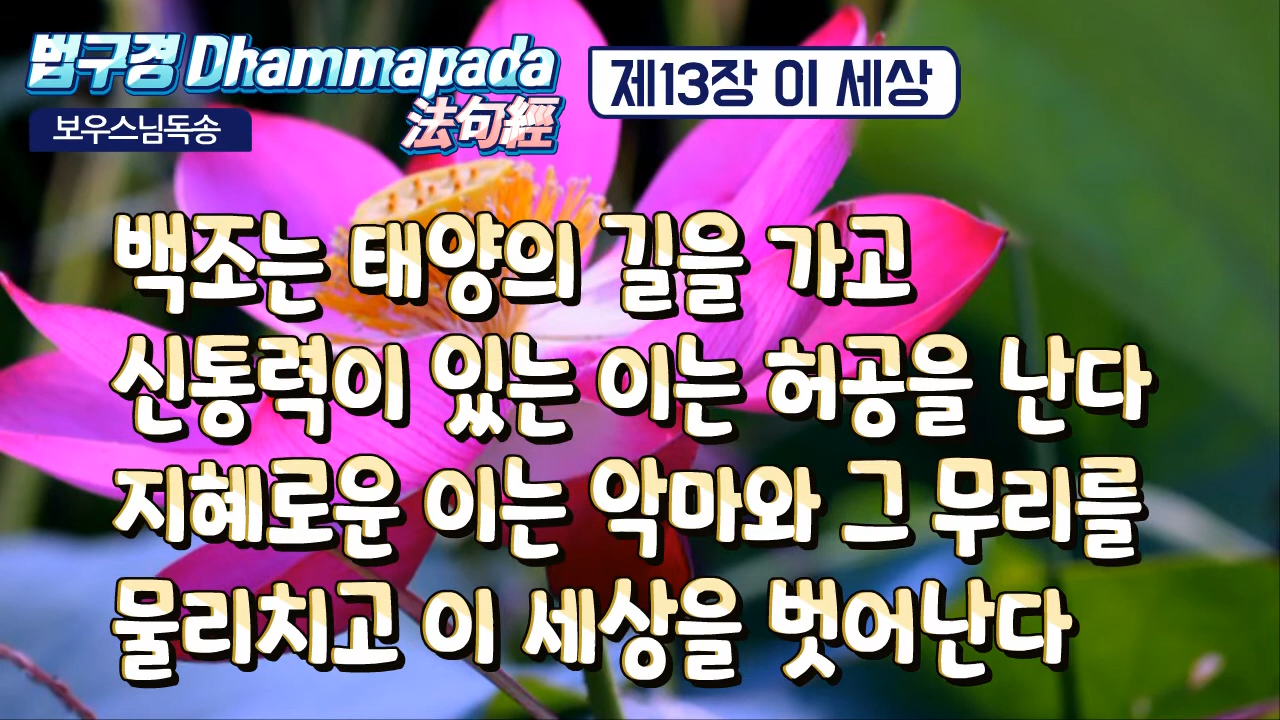 법구경 Dhammapada
法句經
보우스님독송
제13장 이 세상
백조는 태양의 길을 가고
신통력이 있는 이는 허공을 난다
지혜로운 이는 악마와 그 무리를
물리치고 이 세상을 벗어난다